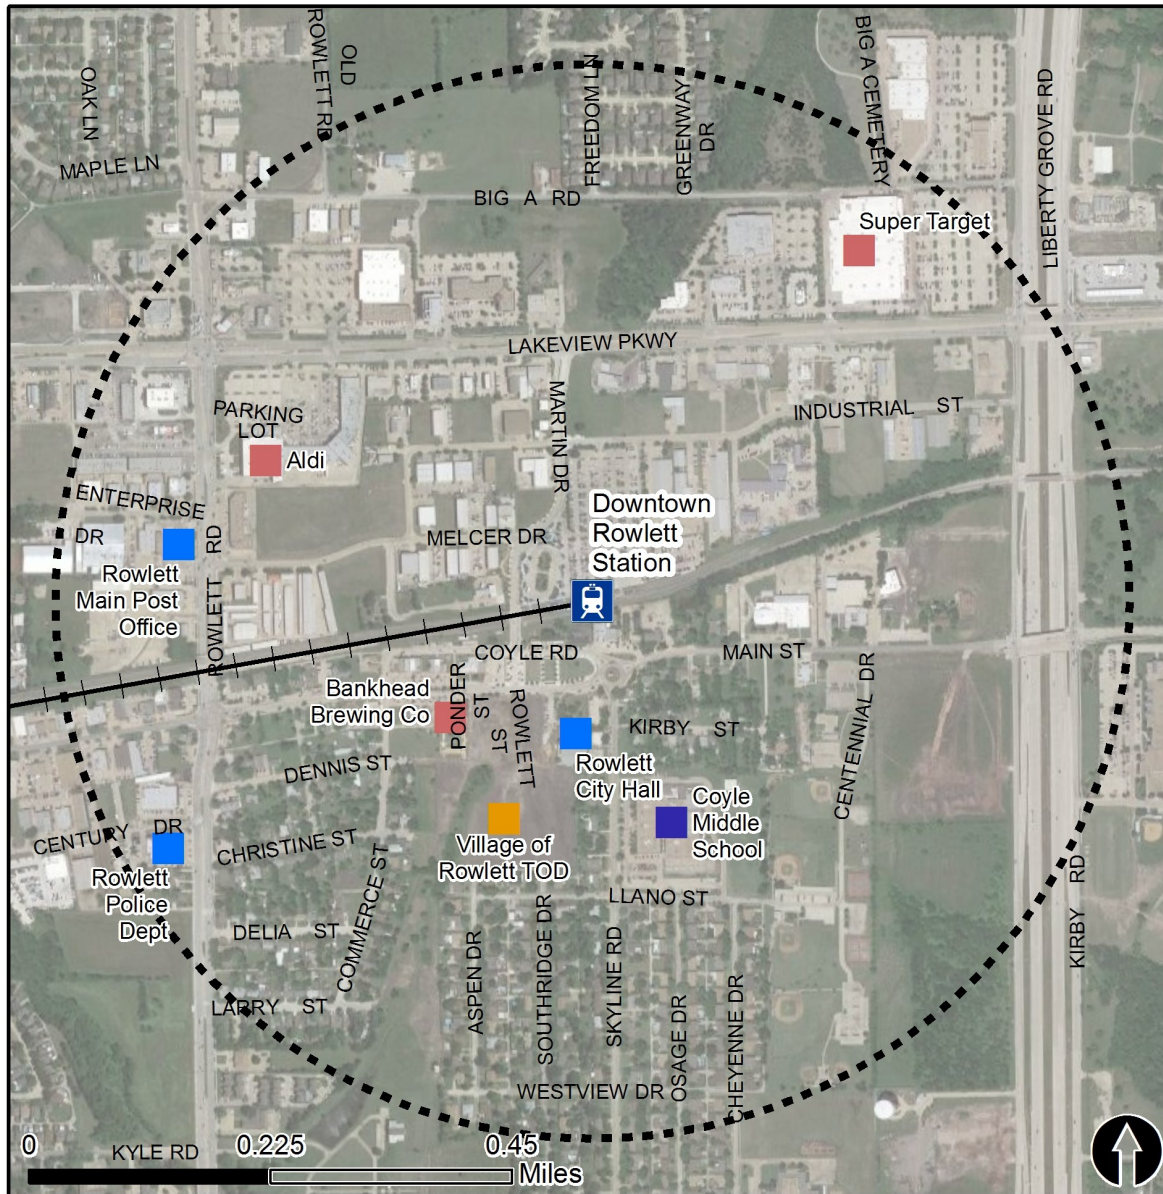 OAK LN
OLD
ROWLETT RD
FREEDOM LN
GREENWAY
DR
BIG A CEMETERY
LIBERTY GROVE RD
MAPLE LN
BIG A RD
Super Target
LAKEVIEW PKWY
MARTIN DR
PARKING
LOT
INDUSTRIAL ST
Aldi
ENTERPRISE
DR
Downtown
Rowlett
Station
MELCER DR
Rowlett
Main Post
Office
ROWLETT RD
COYLE RD
MAIN ST
Bankhead
Brewing Co
PONDER
ST
ROWLETT
ST
KIRBY ST
CENTENNIAL DR
Rowlett
City Hall
DENNIS ST
Coyle
Middle
School
Village of
Rowlett TOD
CENTURY DR
CHRISTINE ST
Rowlett
Police
Dept
COMMERCE ST
LLANO ST
DELIA ST
ASPEN DR
SOUTHRIDGE DR
SKYLINE RD
OSAGE DR
CHEYENNE DR
KIRBY RD
LARRY ST
WESTVIEW DR
KYLE RD
0 0.225 0.45
Miles